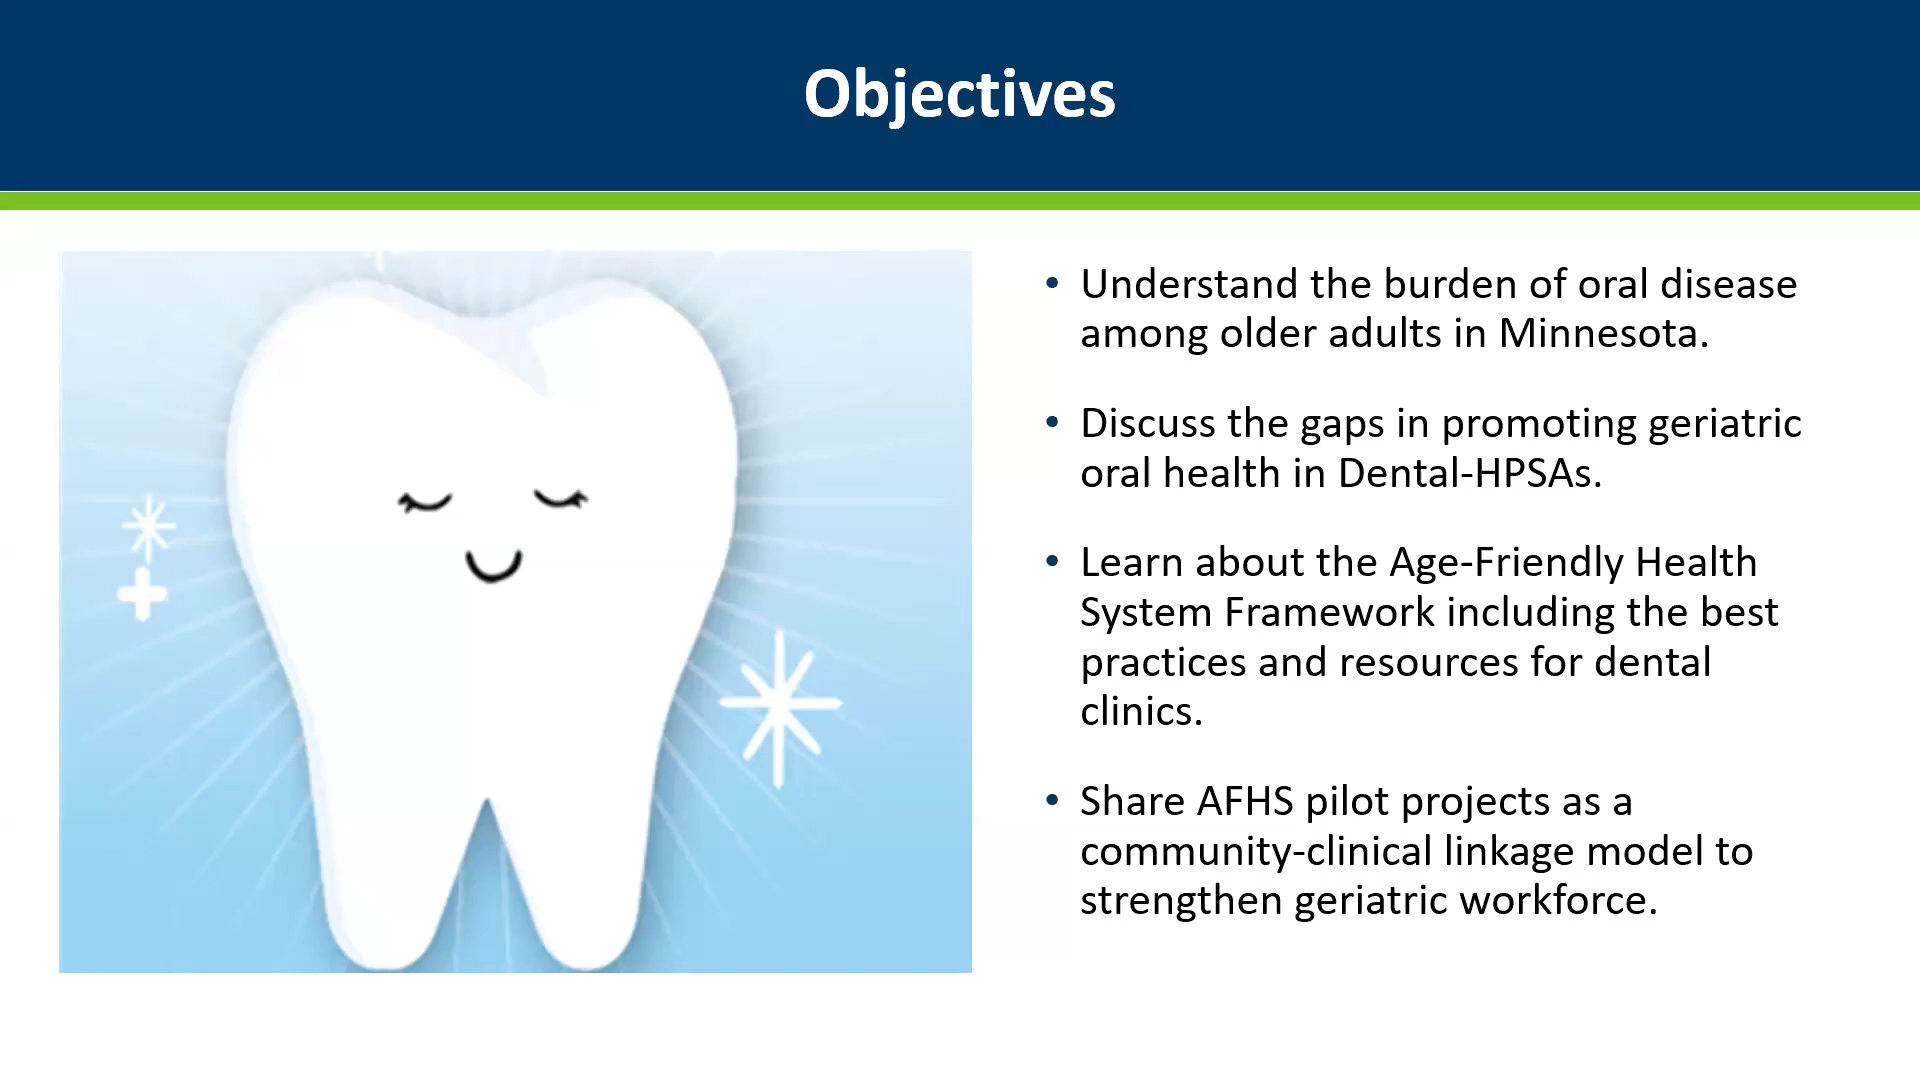 Objectives
• Understand the burden of oral disease
among older adults in Minnesota.
• Discuss the gaps in promoting geriatric
oral health in Dental-HPSAs.
• Learn about the Age-Friendly Health
System Framework including the best
practices and resources for dental
clinics.
• Share AFHS pilot projects as a
community-clinical linkage model to
strengthen geriatric workforce.